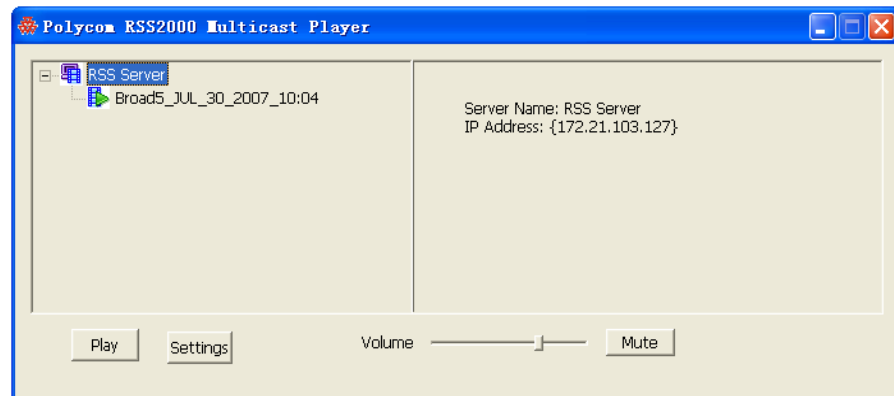 Polycom RSS2000 Multicast Player
RSS Server
Broad5_JUL_30_2007_10:04
Server Name: RSS Server
IP Address: {172.21.103.127}
Play
Settings
Volume
Mute